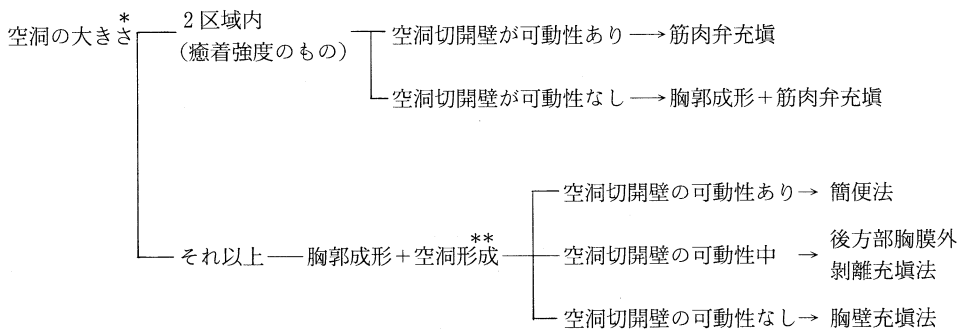 空洞の大きさ*
2区域内
(癒着強度のもの)
空洞切開壁が可動性あり→筋肉弁充塡
空洞切開壁が可動性なし→胸郭成形+筋肉弁充塡
それ以上
胸郭成形+空洞形成**
空洞切開壁の可動性あり→簡便法
空洞切開壁の可動性中→後方部胸膜外
剝離充塡法
空洞切開壁の可動性なし→胸壁充塡法